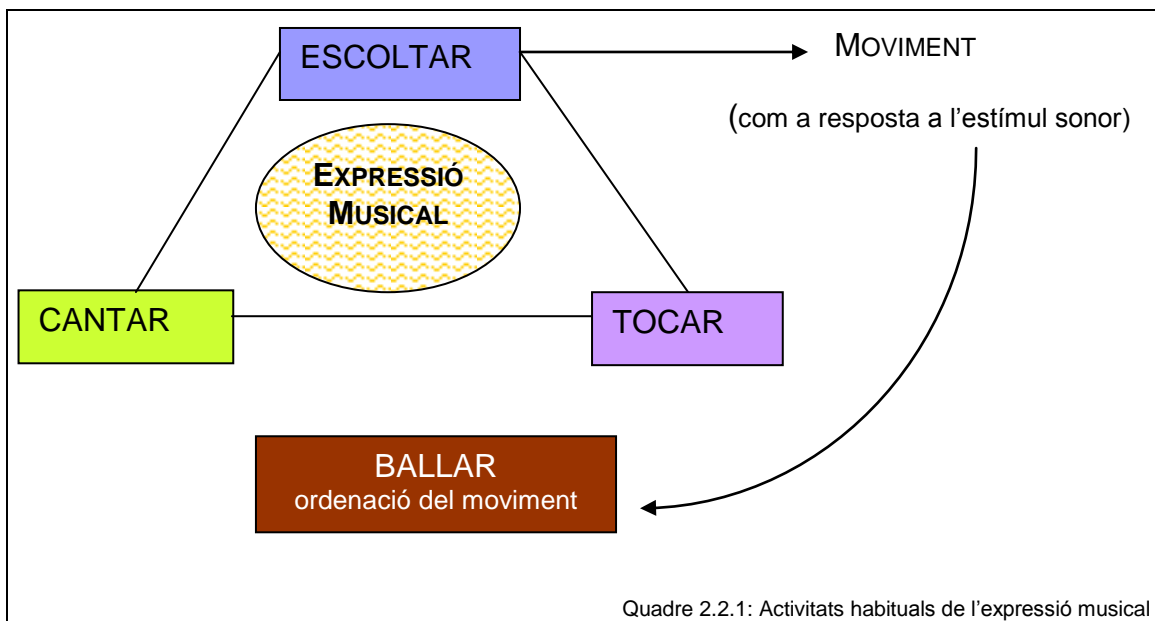 ESCOLTAR
MOVIMENT
(com a resposta a l’estímul sonor)
EXPRESSIÓ
MUSICAL
CANTAR
TOCAR
BALLAR
ordenació del moviment
Quadre 2.2.1: Activitats habituals de l’expressió musical